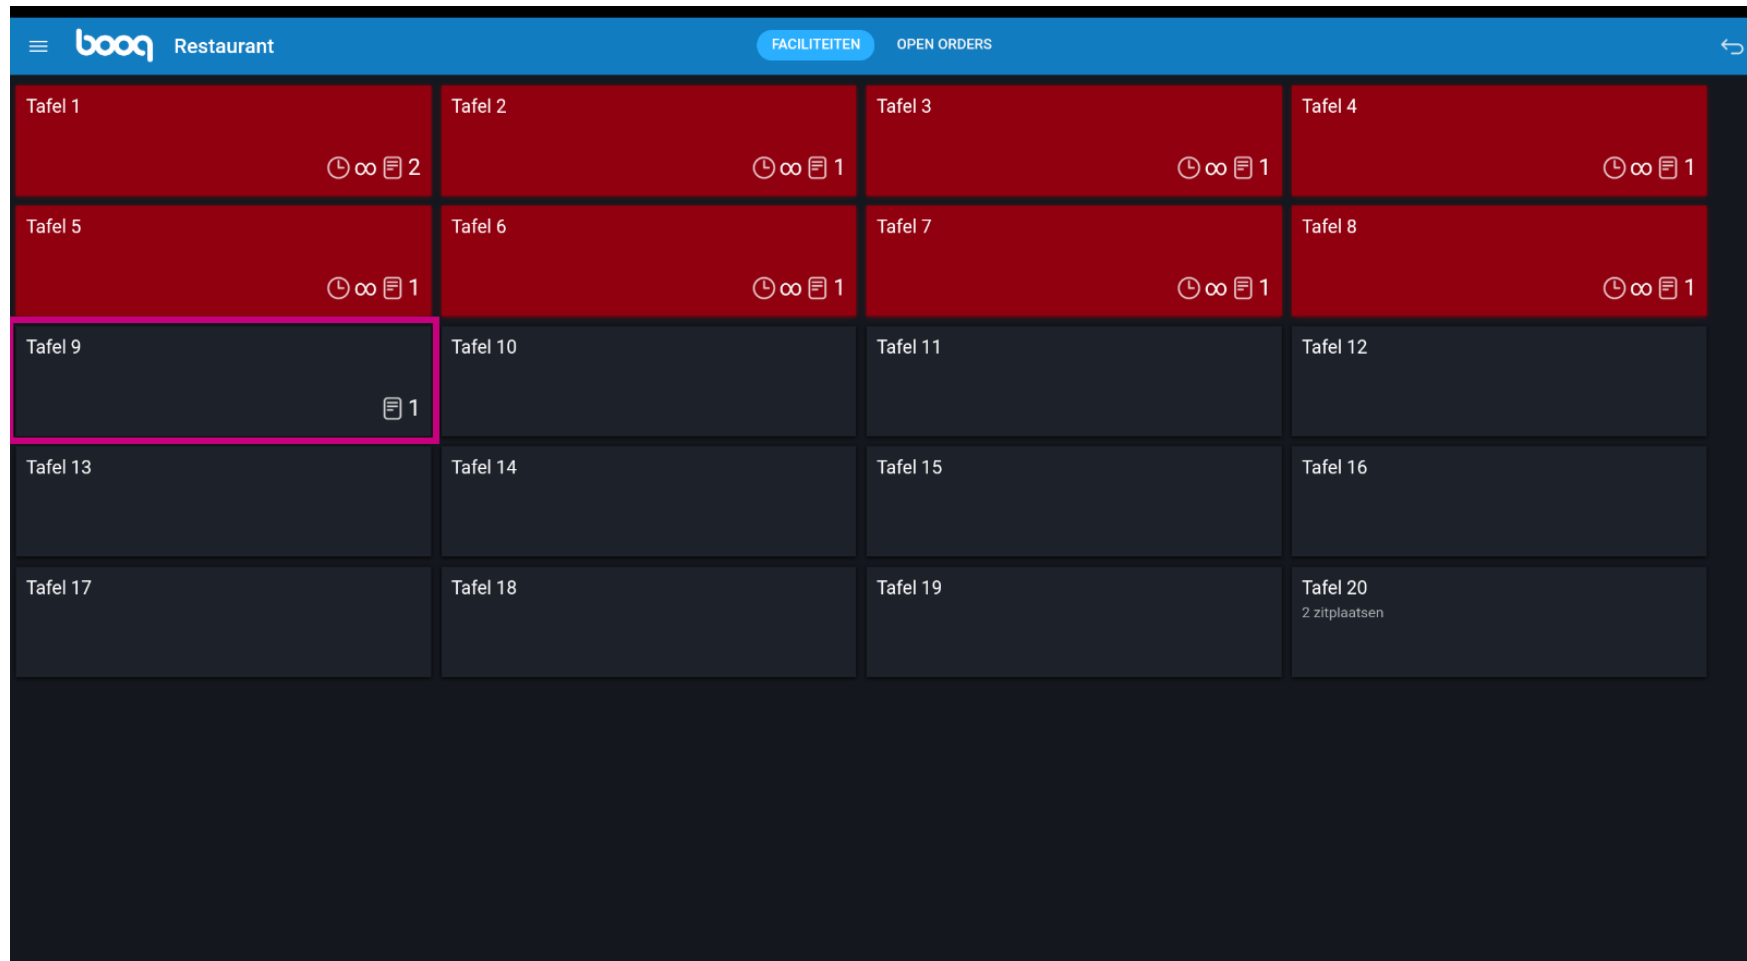 booq Restaurant FACILITEITEN OPEN ORDERS
Tafel 1 Tafel 2 Tafel 3 Tafel 4
∞ 2 ∞ 1 ∞ 1 ∞ 1
Tafel 5 Tafel 6 Tafel 7 Tafel 8
∞ 1 ∞ 1 ∞ 1 ∞ 1
Tafel 9 Tafel 10 Tafel 11 Tafel 12
1
Tafel 13 Tafel 14 Tafel 15 Tafel 16
Tafel 17 Tafel 18 Tafel 19 Tafel 20
2 zitplaatsen